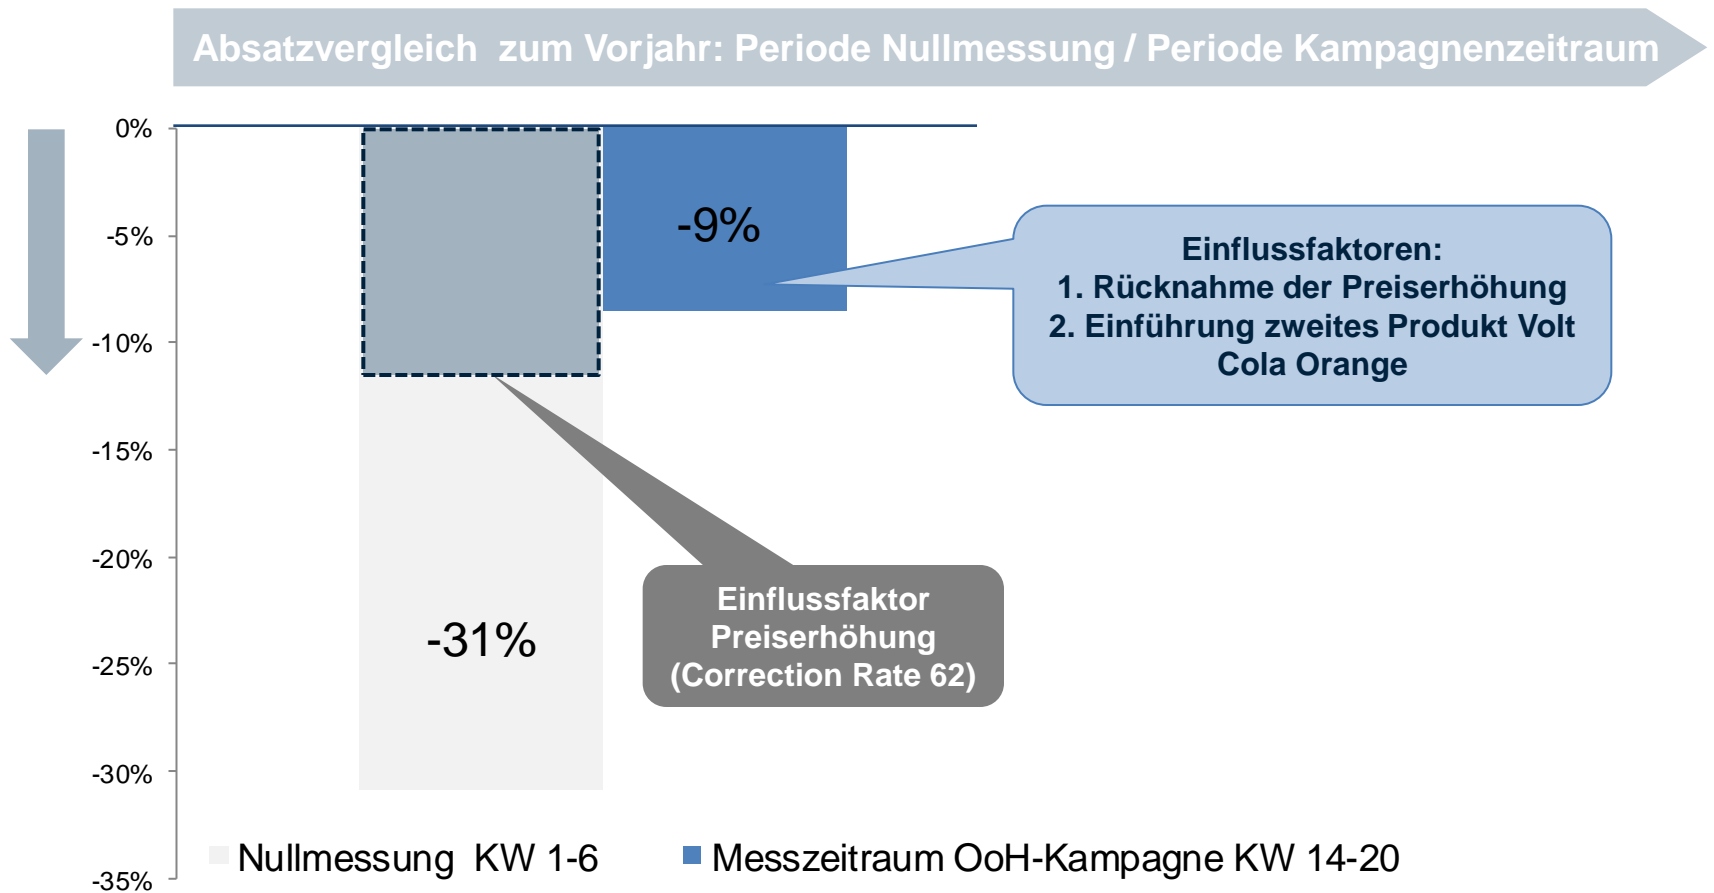 Absatzvergleich zum Vorjahr: Periode Nullmessung / Periode Kampagnenzeitraum
0%
-5%
-10%
-15%
-20%
-25%
-30%
-35%
-9%
-31%
Einflussfaktoren:
1. Rücknahme der Preiserhöhung
2. Einführung zweites Produkt Volt
Cola Orange
Einflussfaktor
Preiserhöhung
(Correction Rate 62)
Nullmessung KW 1-6
Messzeitraum OoH-Kampagne KW 14-20